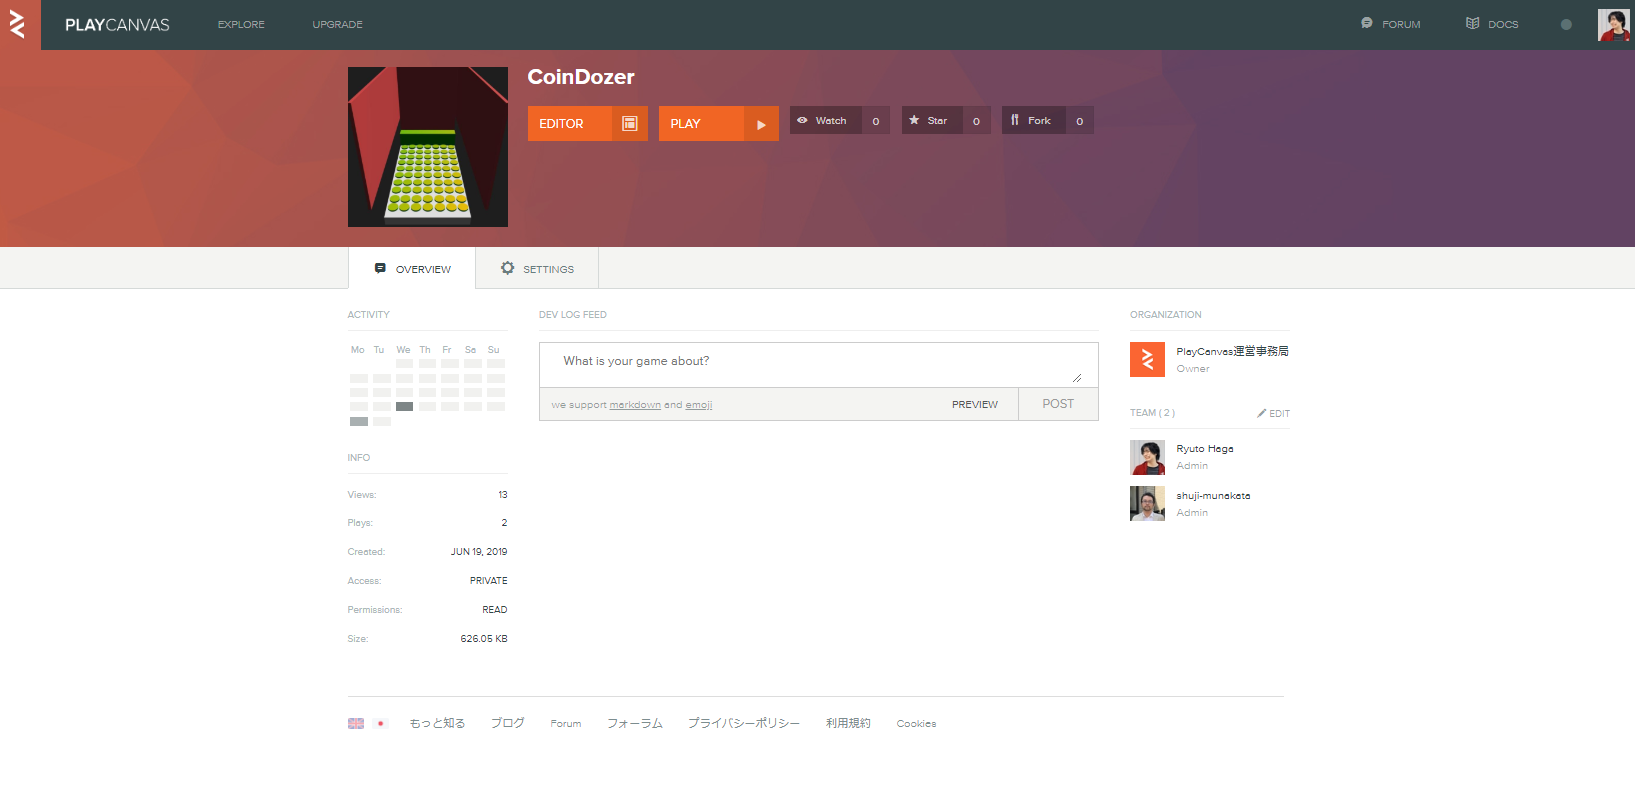 PLAYCANVAS
EXPLORE
UPGRADE
FORUM
DOCS
CoinDozer
EDITOR
PLAY
Watch 0
Star 0
Fork 0
OVERVIEW
SETTINGS
ACTIVITY
Mo Tu We Th Fr Sa Su
INFO
Views: 13
Plays: 2
Created: JUN 19, 2019
Access: PRIVATE
Permissions: READ
Size: 626.05 KB
DEV LOG FEED
What is your game about?
we support markdown and emoji
PREVIEW
POST
ORGANIZATION
PlayCanvas運営事務局
Owner
TEAM ( 2 )
EDIT
Ryuto Haga
Admin
shuji-munakata
Admin
もっと知る ブログ Forum フォーラム プライバシーポリシー 利用規約 Cookies